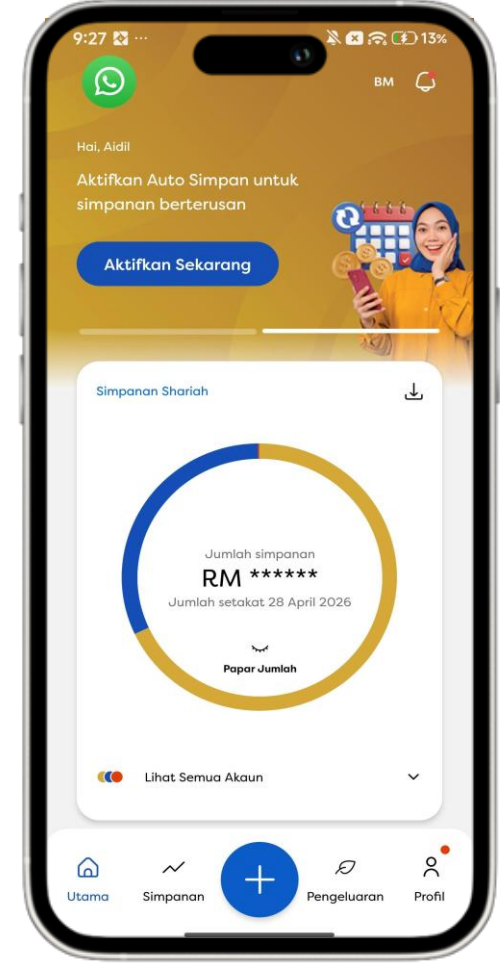 9:27 ...
13%
BM
Hai, Aidil
Aktifkan Auto Simpan untuk
simpanan berterusan
Aktifkan Sekarang
Simpanan Shariah
Jumlah simpanan
RM ******
Jumlah setakat 28 April 2026
Papar Jumlah
Lihat Semua Akaun
Utama
Simpanan
Pengeluaran
Profil